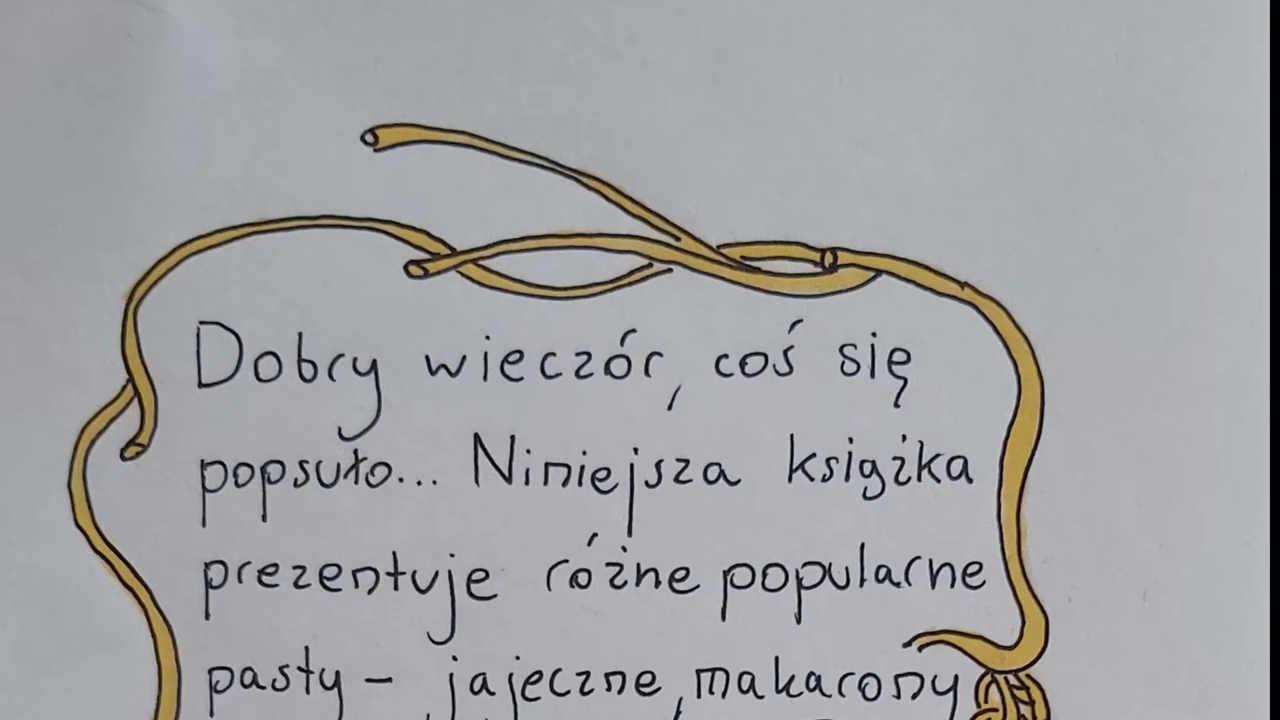 Dobry wieczór, coś się
popsuło... Niniejsza książka
prezentuje różne popularne
pasty - jajeczne, makarony